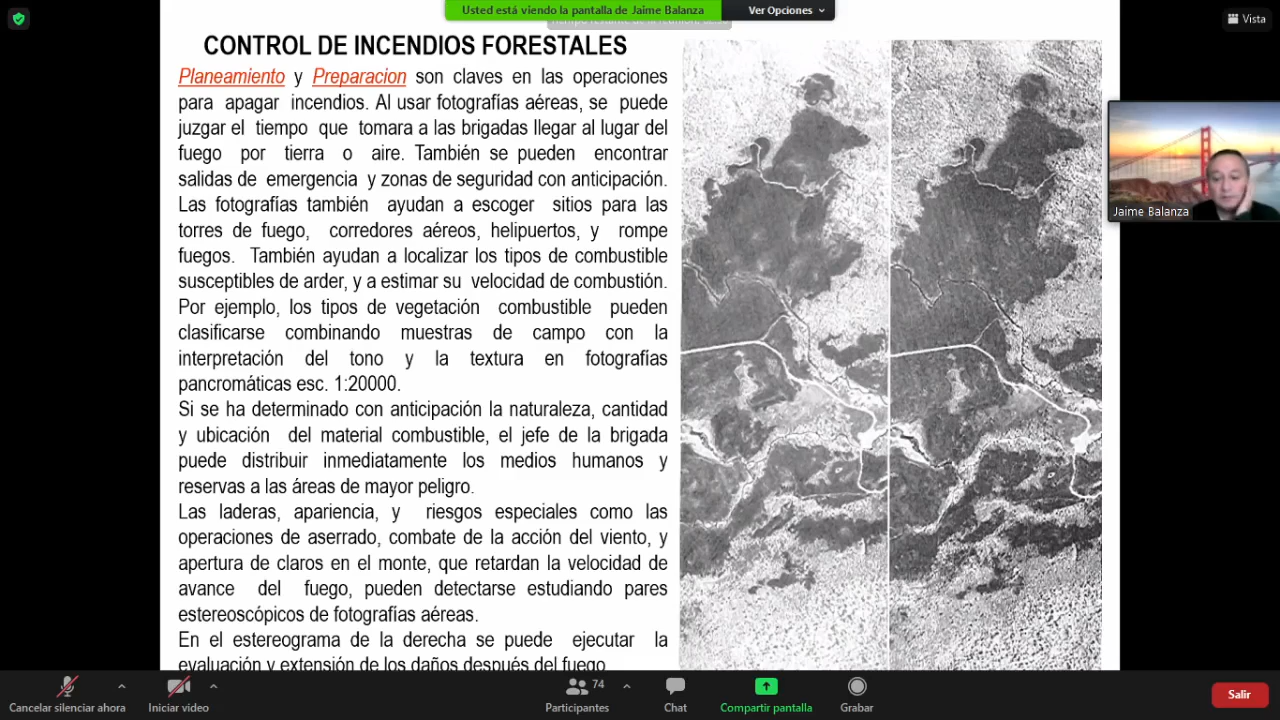 Usted está viendo la pantalla de Jaime Balanza
Ver Opciones
Vista
CONTROL DE INCENDIOS FORESTALES
Planeamiento y Preparacion son claves en las operaciones
para apagar incendios. Al usar fotografías aéreas, se puede
juzgar el tiempo que tomara a las brigadas llegar al lugar del
fuego por tierra o aire. También se pueden encontrar
salidas de emergencia y zonas de seguridad con anticipación.
Las fotografías también ayudan a escoger sitios para las
torres de fuego, corredores aéreos, helipuertos, y rompe
fuegos. También ayudan a localizar los tipos de combustible
susceptibles de arder, y a estimar su velocidad de combustión.
Por ejemplo, los tipos de vegetación combustible pueden
clasificarse combinando muestras de campo con la
interpretación del tono y la textura en fotografías
pancromáticas esc. 1:20000.
Si se ha determinado con anticipación la naturaleza, cantidad
y ubicación del material combustible, el jefe de la brigada
puede distribuir inmediatamente los medios humanos y
reservas a las áreas de mayor peligro.
Las laderas, apariencia, y riesgos especiales como las
operaciones de aserrado, combate de la acción del viento, y
apertura de claros en el monte, que retardan la velocidad de
avance del fuego, pueden detectarse estudiando pares
estereoscópicos de fotografías aéreas.
En el estereograma de la derecha se puede ejecutar la
evaluación y extensión de los daños después del fuego
Jaime Balanza
Cancelar silenciar ahora
Iniciar video
74
Participantes
Chat
Compartir pantalla
Grabar
Salir